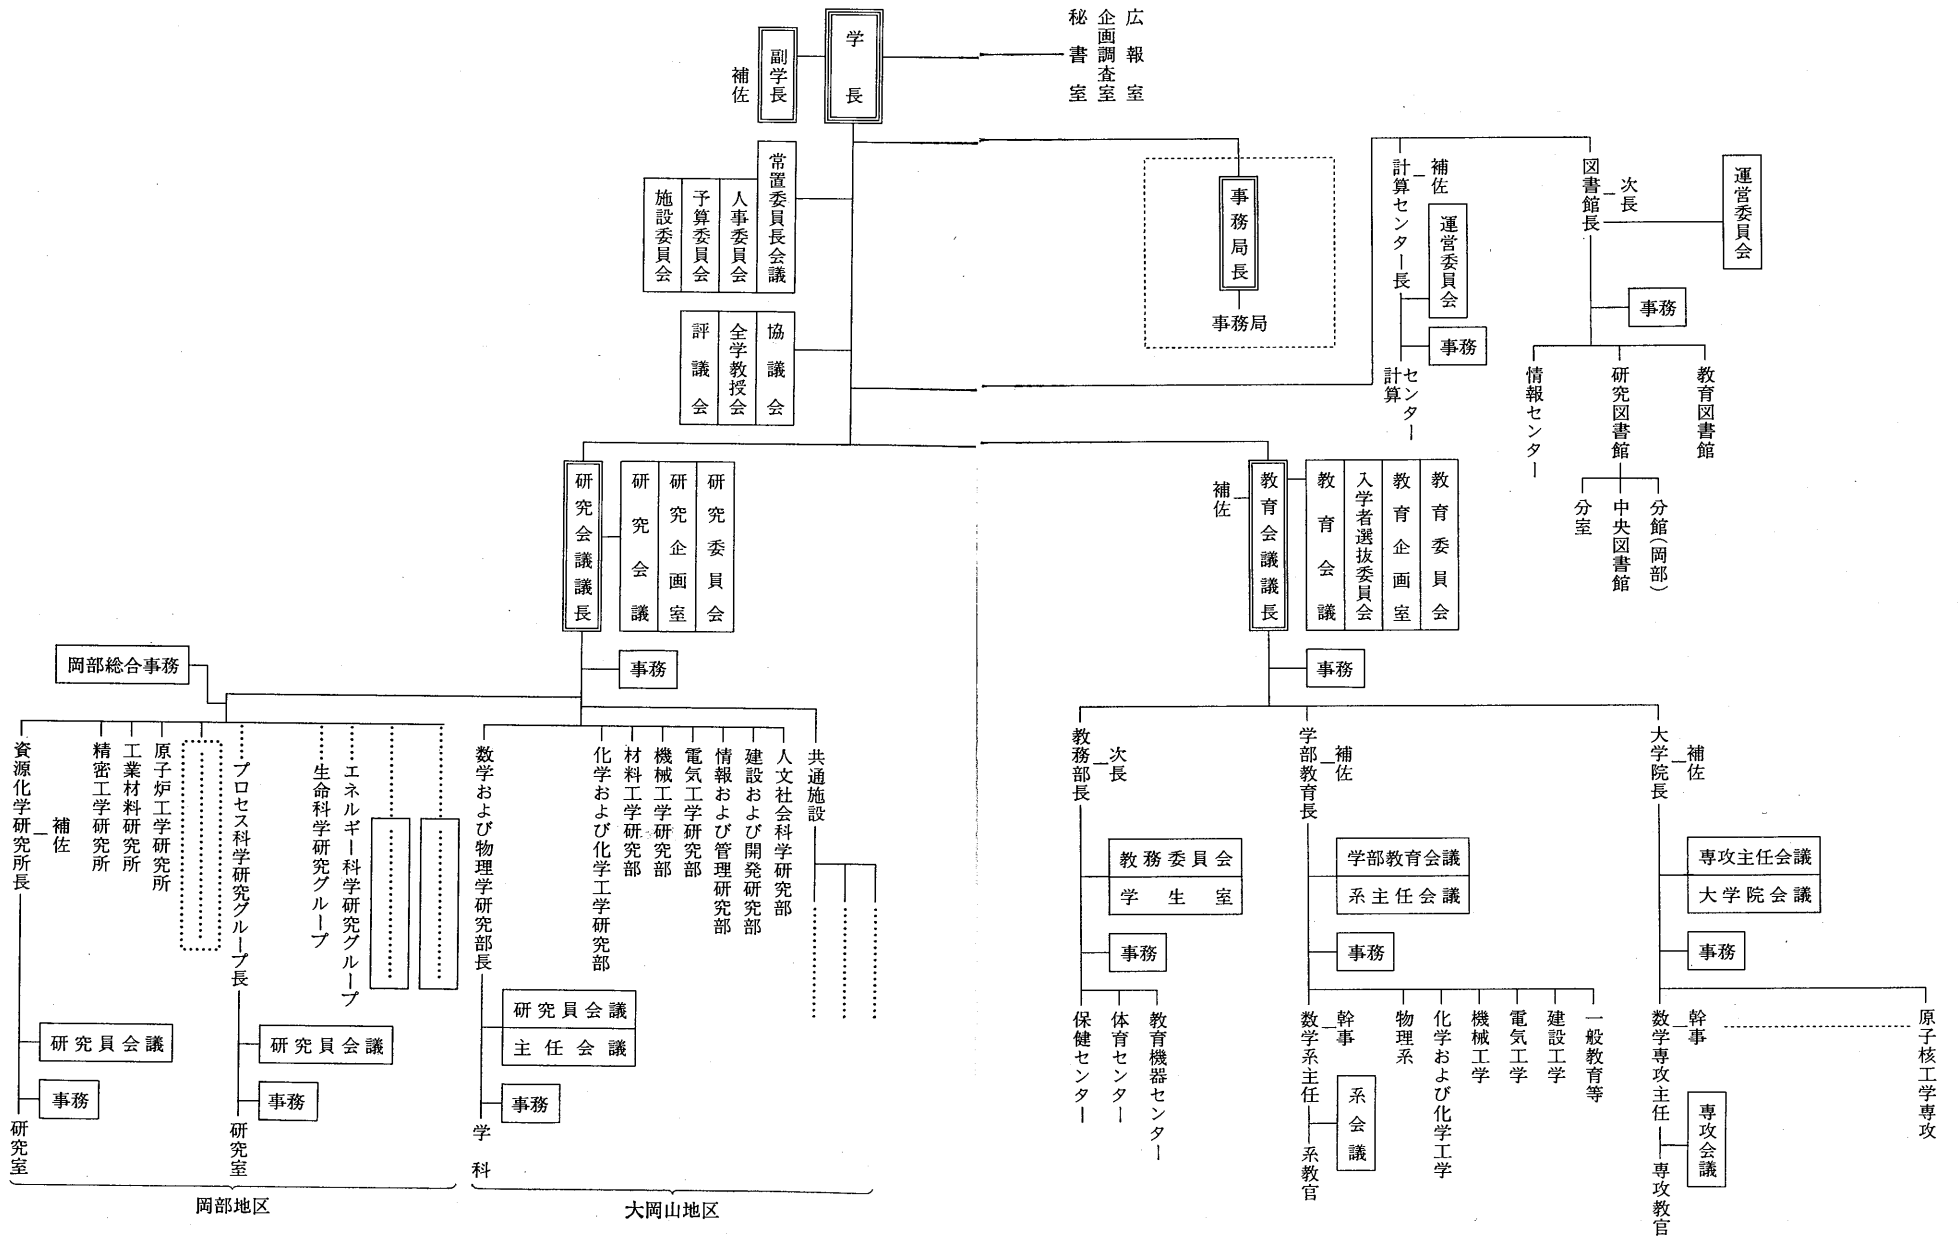 学長
副学長
補佐
秘書室
企画調査室
広報室
常置委員長会議
人事委員会
予算委員会
施設委員会
協議会
全学教授会
評議会
事務局長
事務局
計算センター長
補佐
運営委員会
事務
計算センター
図書館長
次長
運営委員会
事務
情報センター
研究図書館
教育図書館
分室
中央図書館
分館(岡部)
研究会議議長
研究会議
研究企画室
研究委員会
事務
岡部総合事務
資源化学研究所長
補佐
精密工学研究所
工業材料研究所
原子炉工学研究所
プロセス科学研究グループ長
生命科学研究グループ
エネルギー科学研究グループ
研究員会議
事務
研究室
研究員会議
事務
研究室
岡部地区
数学および物理学研究部長
化学および化学工学研究部
材料工学研究部
機械工学研究部
電気工学研究部
情報および管理研究部
建設および開発研究部
人文社会科学研究部
共通施設
研究員会議
主任会議
事務
学科
大岡山地区
教育会議議長
補佐
教育会議
入学者選抜委員会
教育企画室
教育委員会
事務
教務部長
次長
教務委員会
学生室
事務
保健センター
体育センター
教育機器センター
学部教育長
補佐
学部教育会議
系主任会議
事務
数学系主任
幹事
系会議
系教官
物理系
化学および化学工学
機械工学
電気工学
建設工学
一般教育等
大学院長
補佐
専攻主任会議
大学院会議
事務
数学専攻主任
幹事
専攻会議
専攻教官
原子核工学専攻